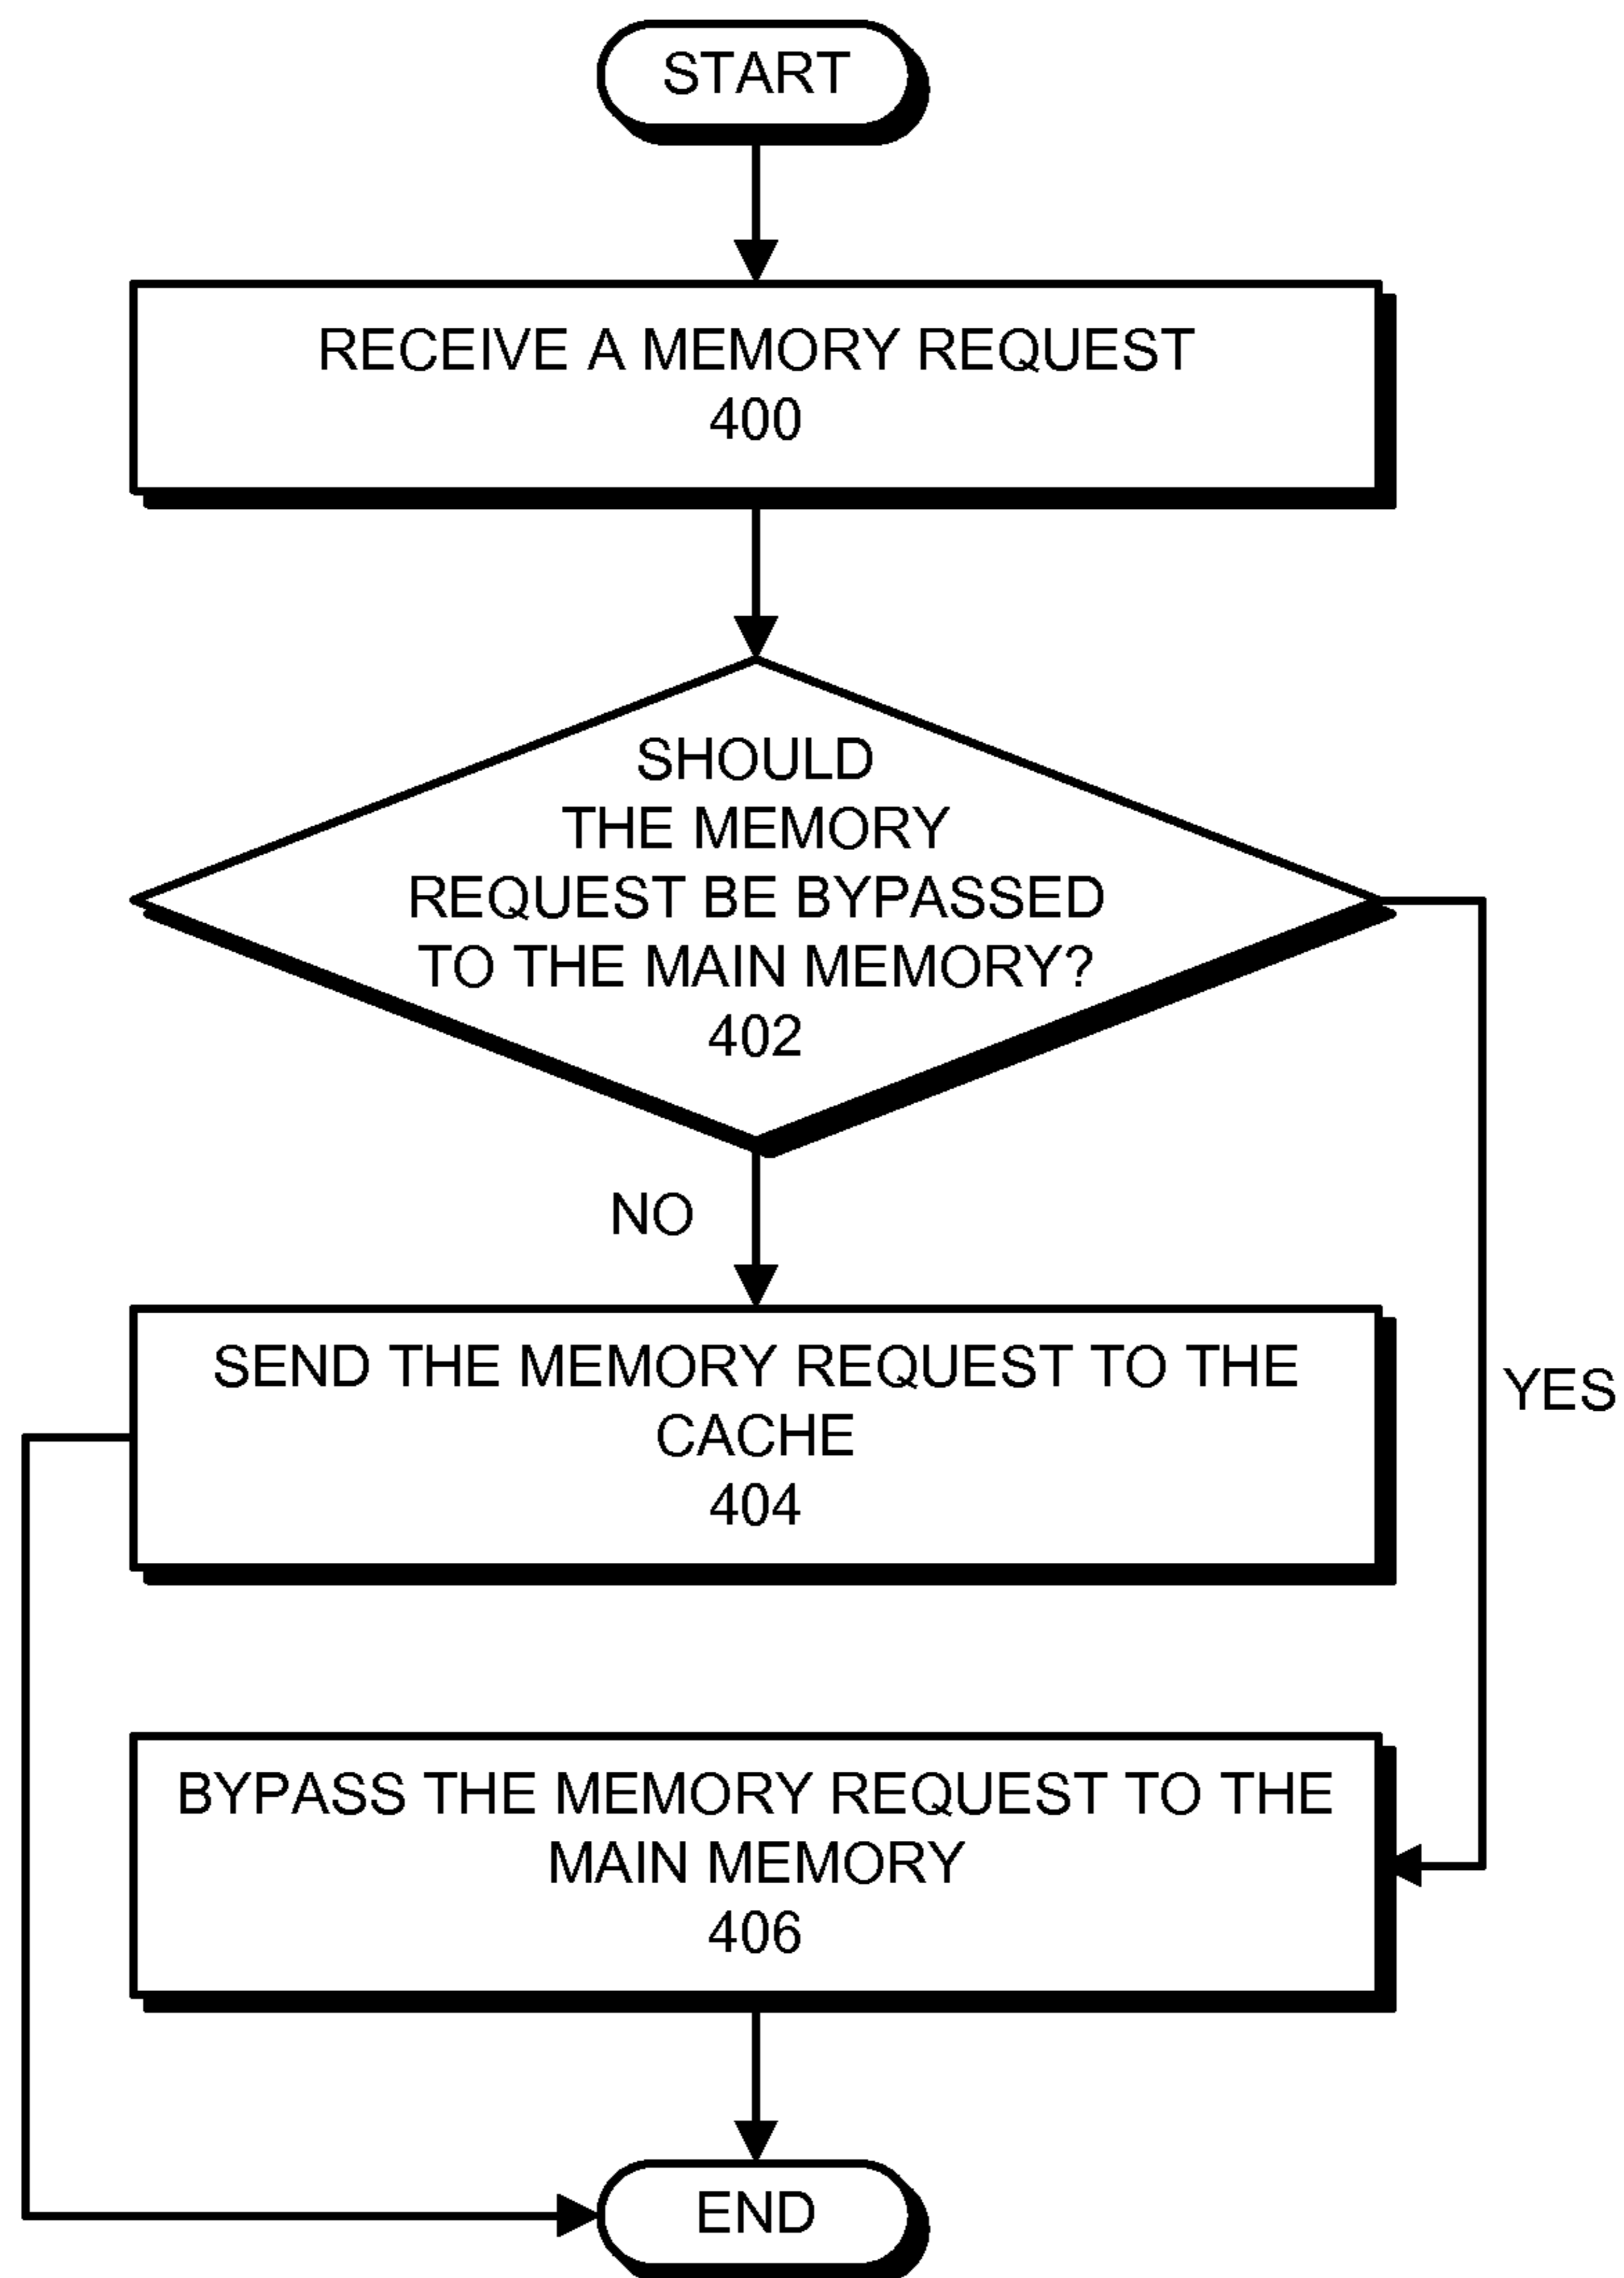 START
RECEIVE A MEMORY REQUEST
400
SHOULD
THE MEMORY
REQUEST BE BYPASSED
TO THE MAIN MEMORY?
402
NO
SEND THE MEMORY REQUEST TO THE
CACHE
404
YES
BYPASS THE MEMORY REQUEST TO THE
MAIN MEMORY
406
END